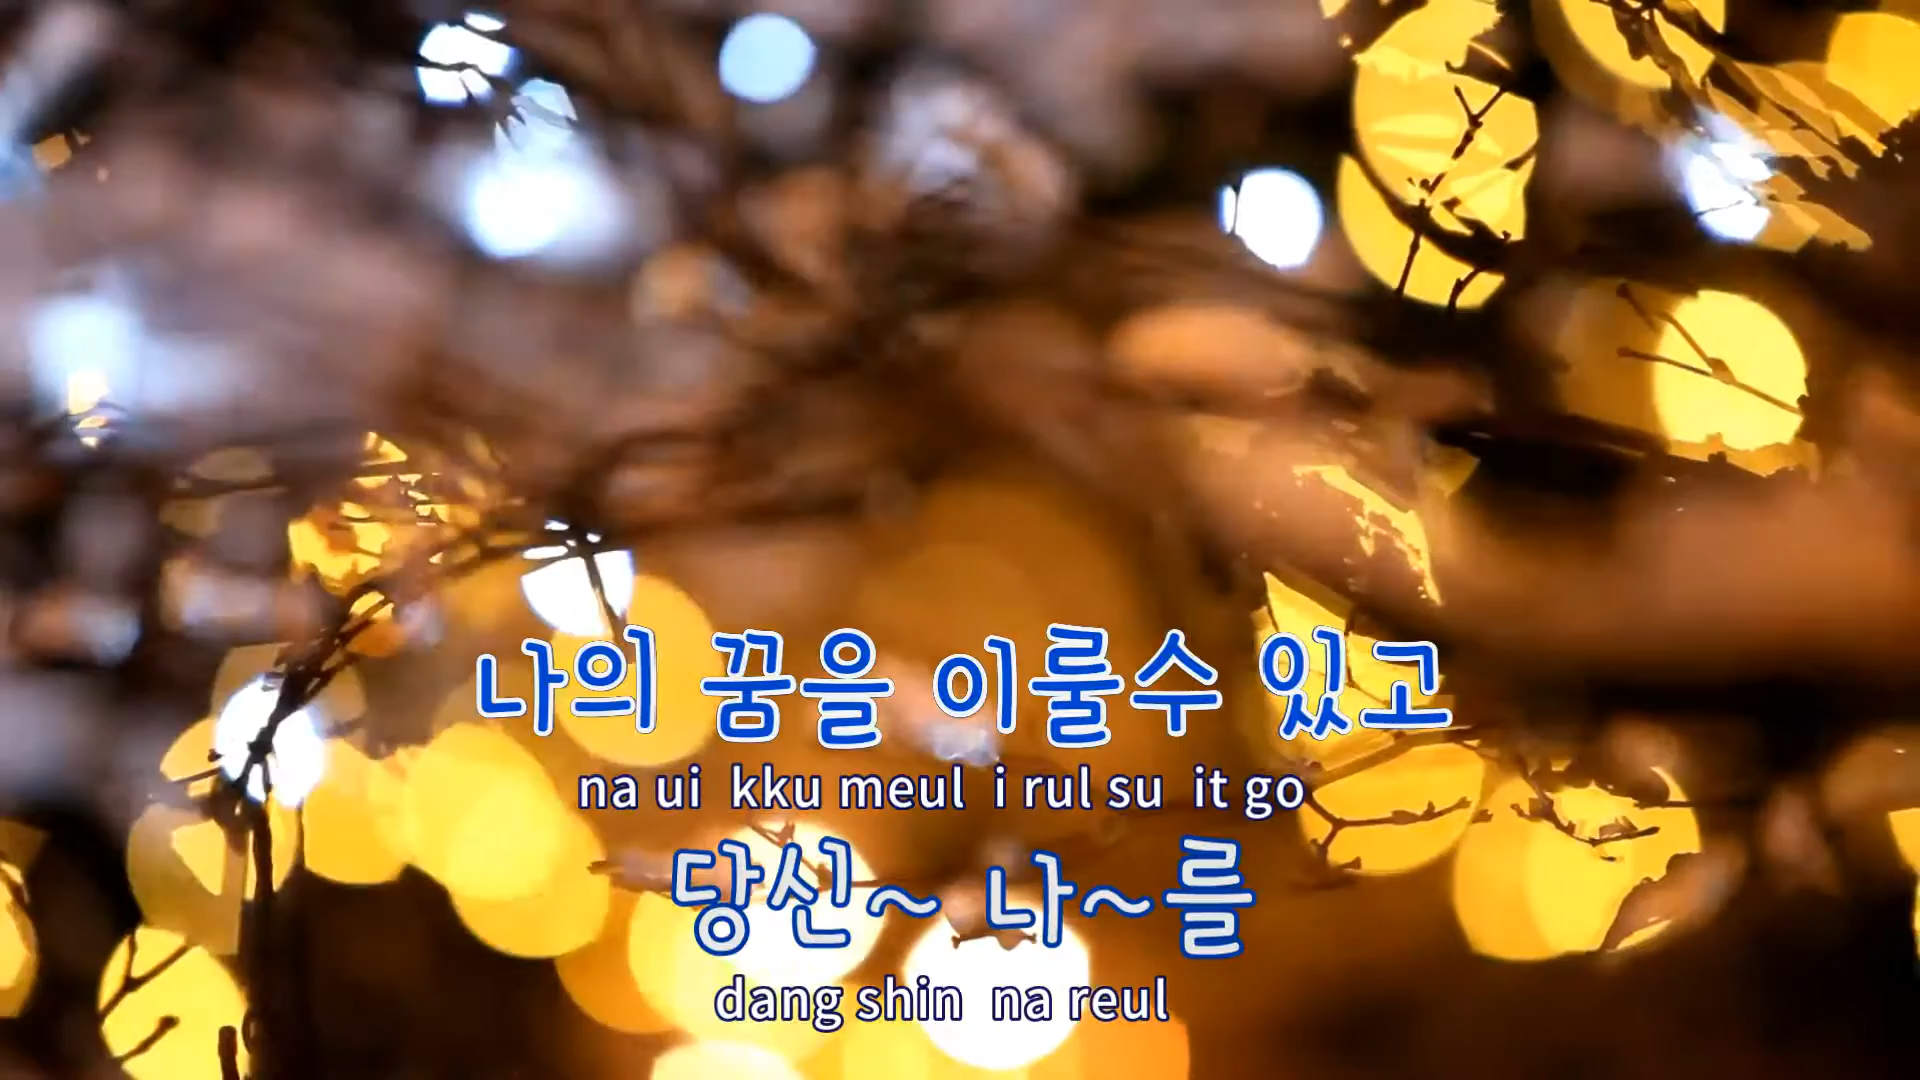 나의 꿈을 이룰수 있고
na ui kku meul i rul su it go
당신~ 나~를
dang shin na reul